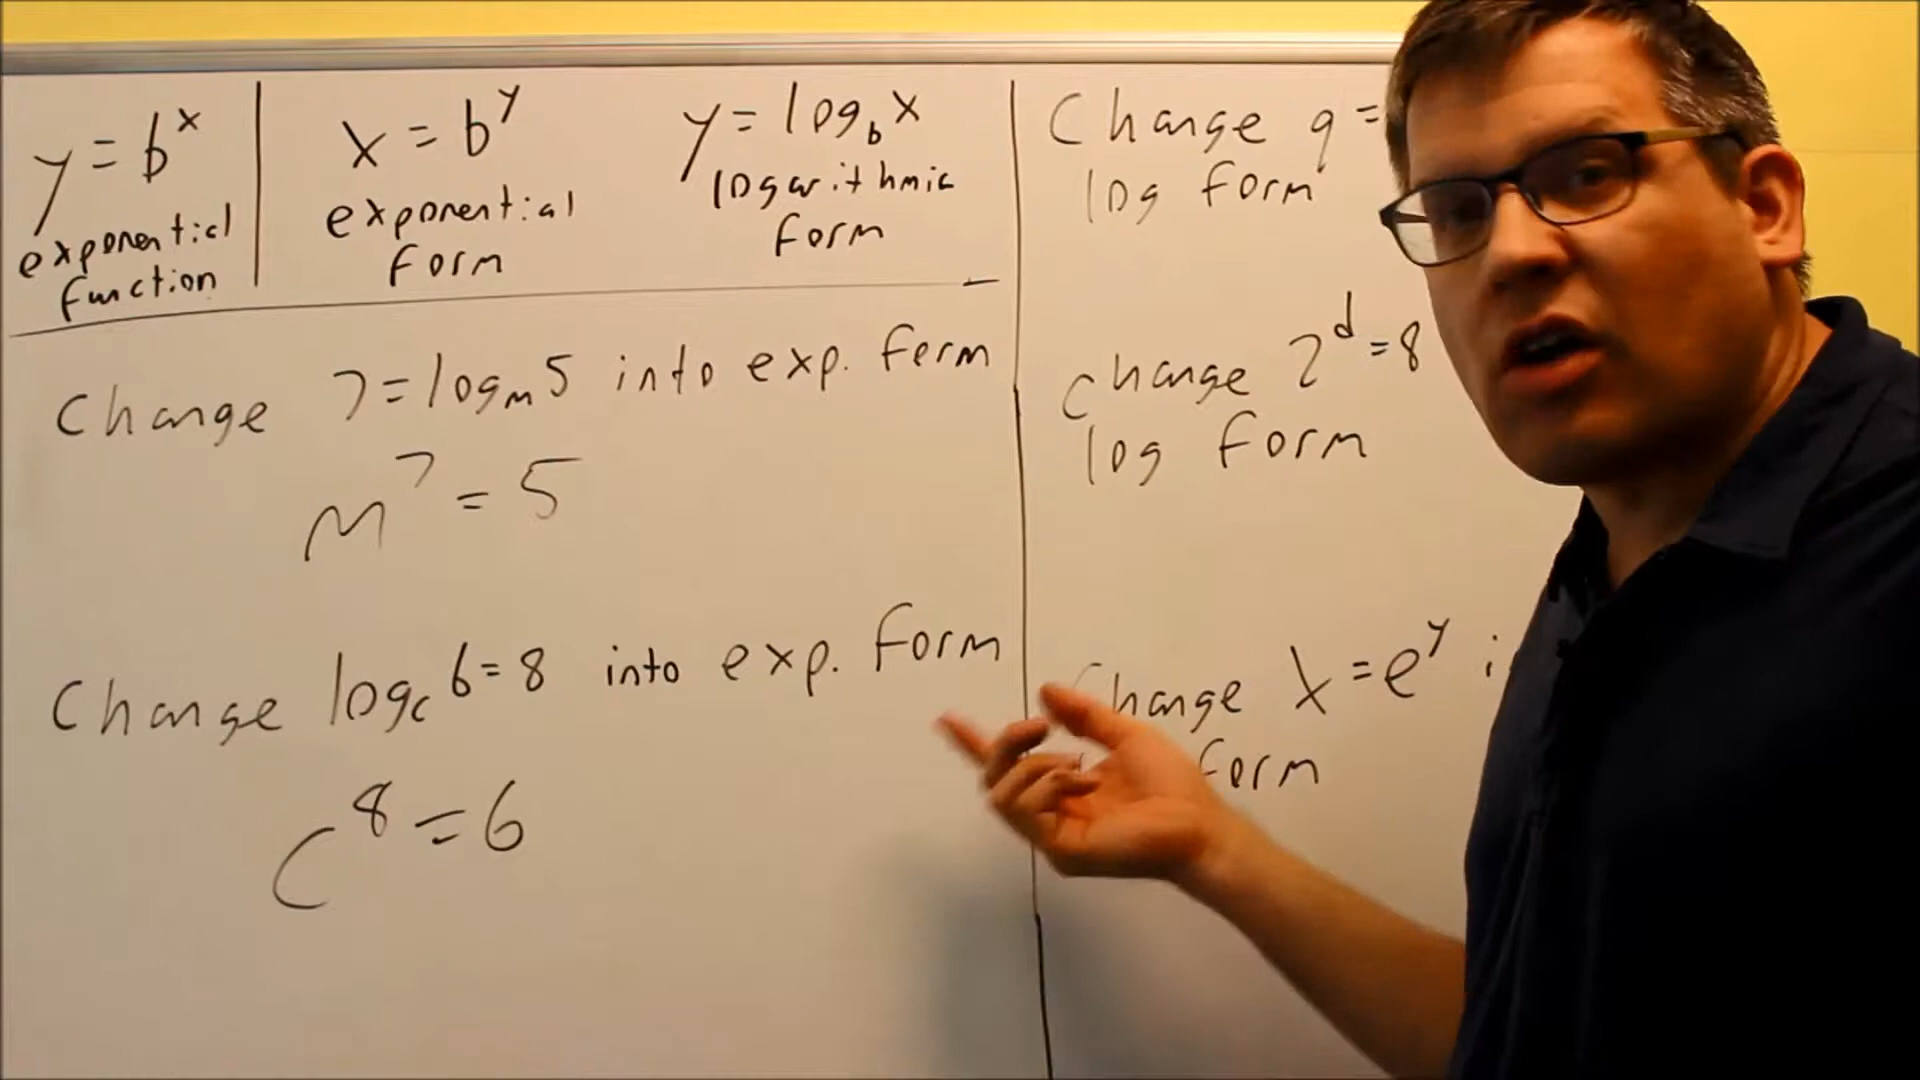 y = b^x
exponential
function
x = b^y
exponential
form
y = log_b x
logarithmic
form
Change 7 = log_m 5 into exp. form
m^7 = 5
Change log_c 6 = 8 into exp. form
c^8 = 6
Change q =
log form
Change 2^d = 8
log form
Change x = e^y i
form